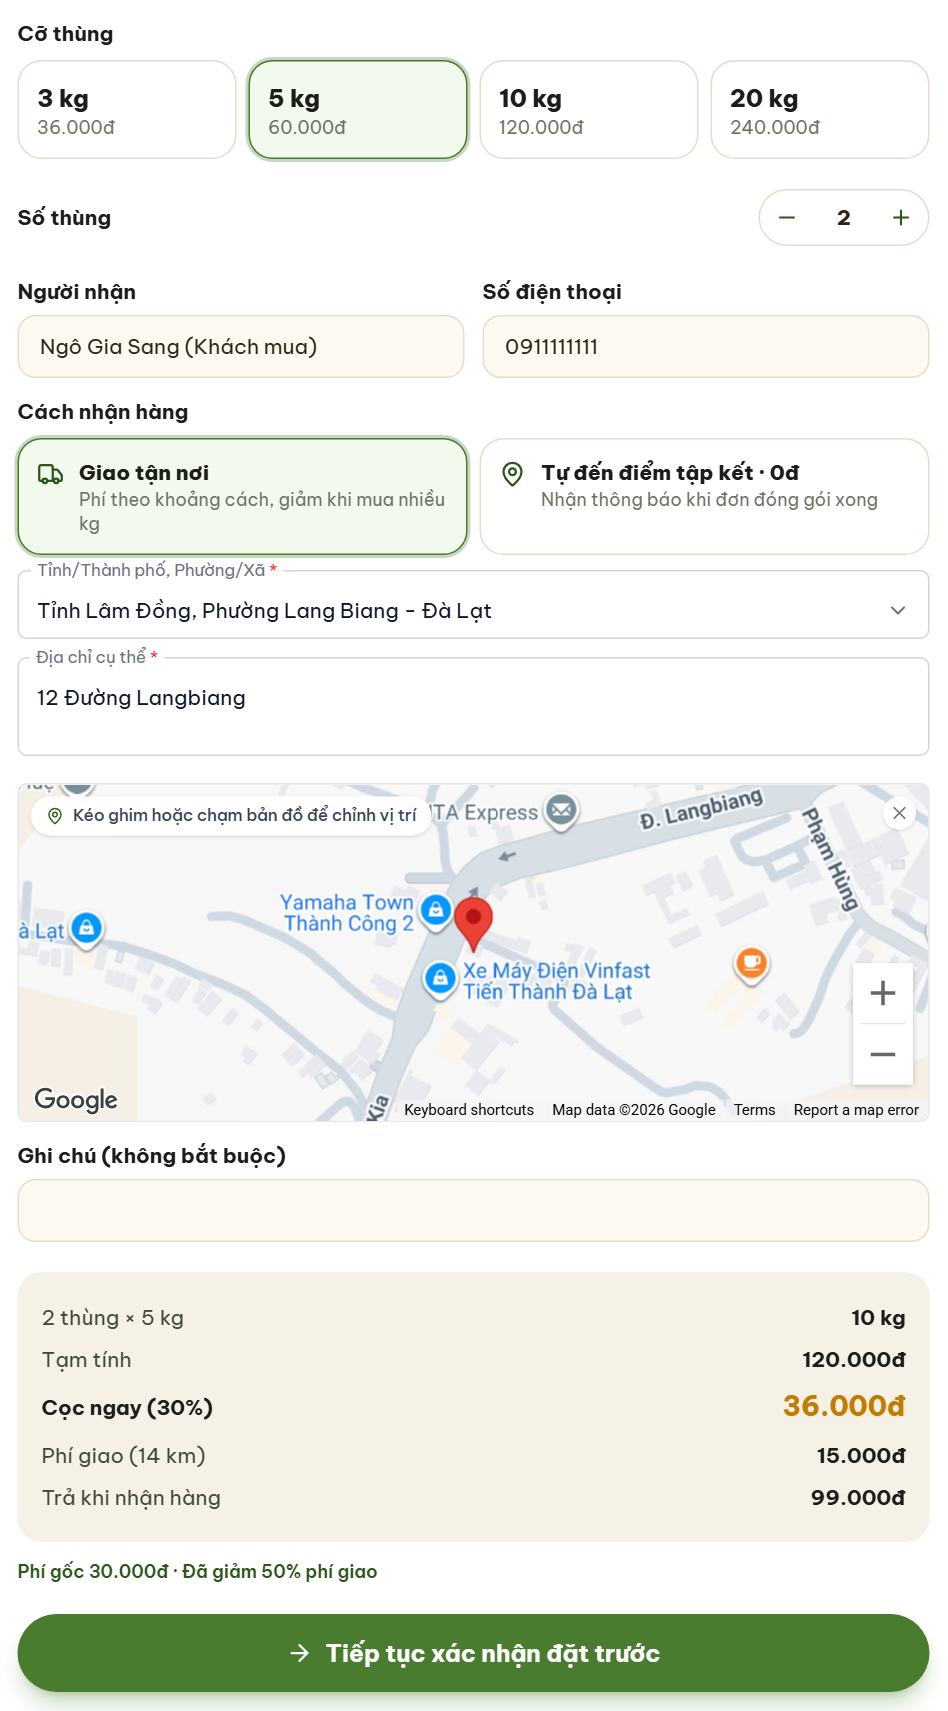 Cỡ thùng
3 kg
36.000đ
5 kg
60.000đ
10 kg
120.000đ
20 kg
240.000đ
Số thùng
2
Người nhận
Số điện thoại
Ngô Gia Sang (Khách mua)
0911111111
Cách nhận hàng
Giao tận nơi
Phí theo khoảng cách, giảm khi mua nhiều
kg
Tự đến điểm tập kết · 0đ
Nhận thông báo khi đơn đóng gói xong
Tỉnh/Thành phố, Phường/Xã *
Tỉnh Lâm Đồng, Phường Lang Biang - Đà Lạt
Địa chỉ cụ thể *
12 Đường Langbiang
Kéo ghim hoặc chạm bản đồ để chỉnh vị trí
TA Express
Đ. Langbiang
Phạm Hùng
Yamaha Town
Thành Công 2
à Lạt
Xe Máy Điện Vinfast
Tiến Thành Đà Lạt
Google
Kia
Keyboard shortcuts
Map data ©2026 Google
Terms
Report a map error
Ghi chú (không bắt buộc)
2 thùng × 5 kg
10 kg
Tạm tính
120.000đ
Cọc ngay (30%)
36.000đ
Phí giao (14 km)
15.000đ
Trả khi nhận hàng
99.000đ
Phí gốc 30.000đ · Đã giảm 50% phí giao
Tiếp tục xác nhận đặt trước